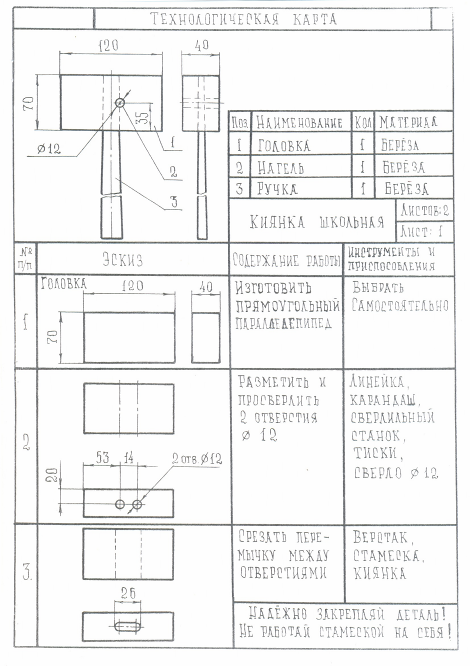 ТЕХНОЛОГИЧЕСКАЯ КАРТА
120
40
70
35
Ø12
1
2
3
Поз. НАИМЕНОВАНИЕ КОЛ МАТЕРИАЛ
1 ГОЛОВКА 1 БЕРЁЗА
2 НАГЕЛЬ 1 БЕРЁЗА
3 РУЧКА 1 БЕРЁЗА
КИЯНКА ШКОЛЬНАЯ
ЛИСТОВ:2
ЛИСТ: 1
№ п/п
ЭСКИЗ
СОДЕРЖАНИЕ РАБОТЫ
ИНСТРУМЕНТЫ И
ПРИСПОСОБЛЕНИЯ
1
ГОЛОВКА
120
40
70
ИЗГОТОВИТЬ
ПРЯМОУГОЛЬНЫЙ
ПАРАЛЛЕЛЕПИПЕД
ВЫБРАТЬ
САМОСТОЯТЕЛЬНО
2
53
14
2 отв. Ø12
20
РАЗМЕТИТЬ И
ПРОСВЕРЛИТЬ
2 ОТВЕРСТИЯ
Ø 12
ЛИНЕЙКА,
КАРАНДАШ,
СВЕРЛИЛЬНЫЙ
СТАНОК,
ТИСКИ,
СВЕРЛО Ø12
3.
26
СРЕЗАТЬ ПЕРЕ-
МЫЧКУ МЕЖДУ
ОТВЕРСТИЯМИ
ВЕРСТАК,
СТАМЕСКА,
КИЯНКА
НАДЁЖНО ЗАКРЕПЛЯЙ ДЕТАЛЬ!
НЕ РАБОТАЙ СТАМЕСКОЙ НА СЕБЯ!